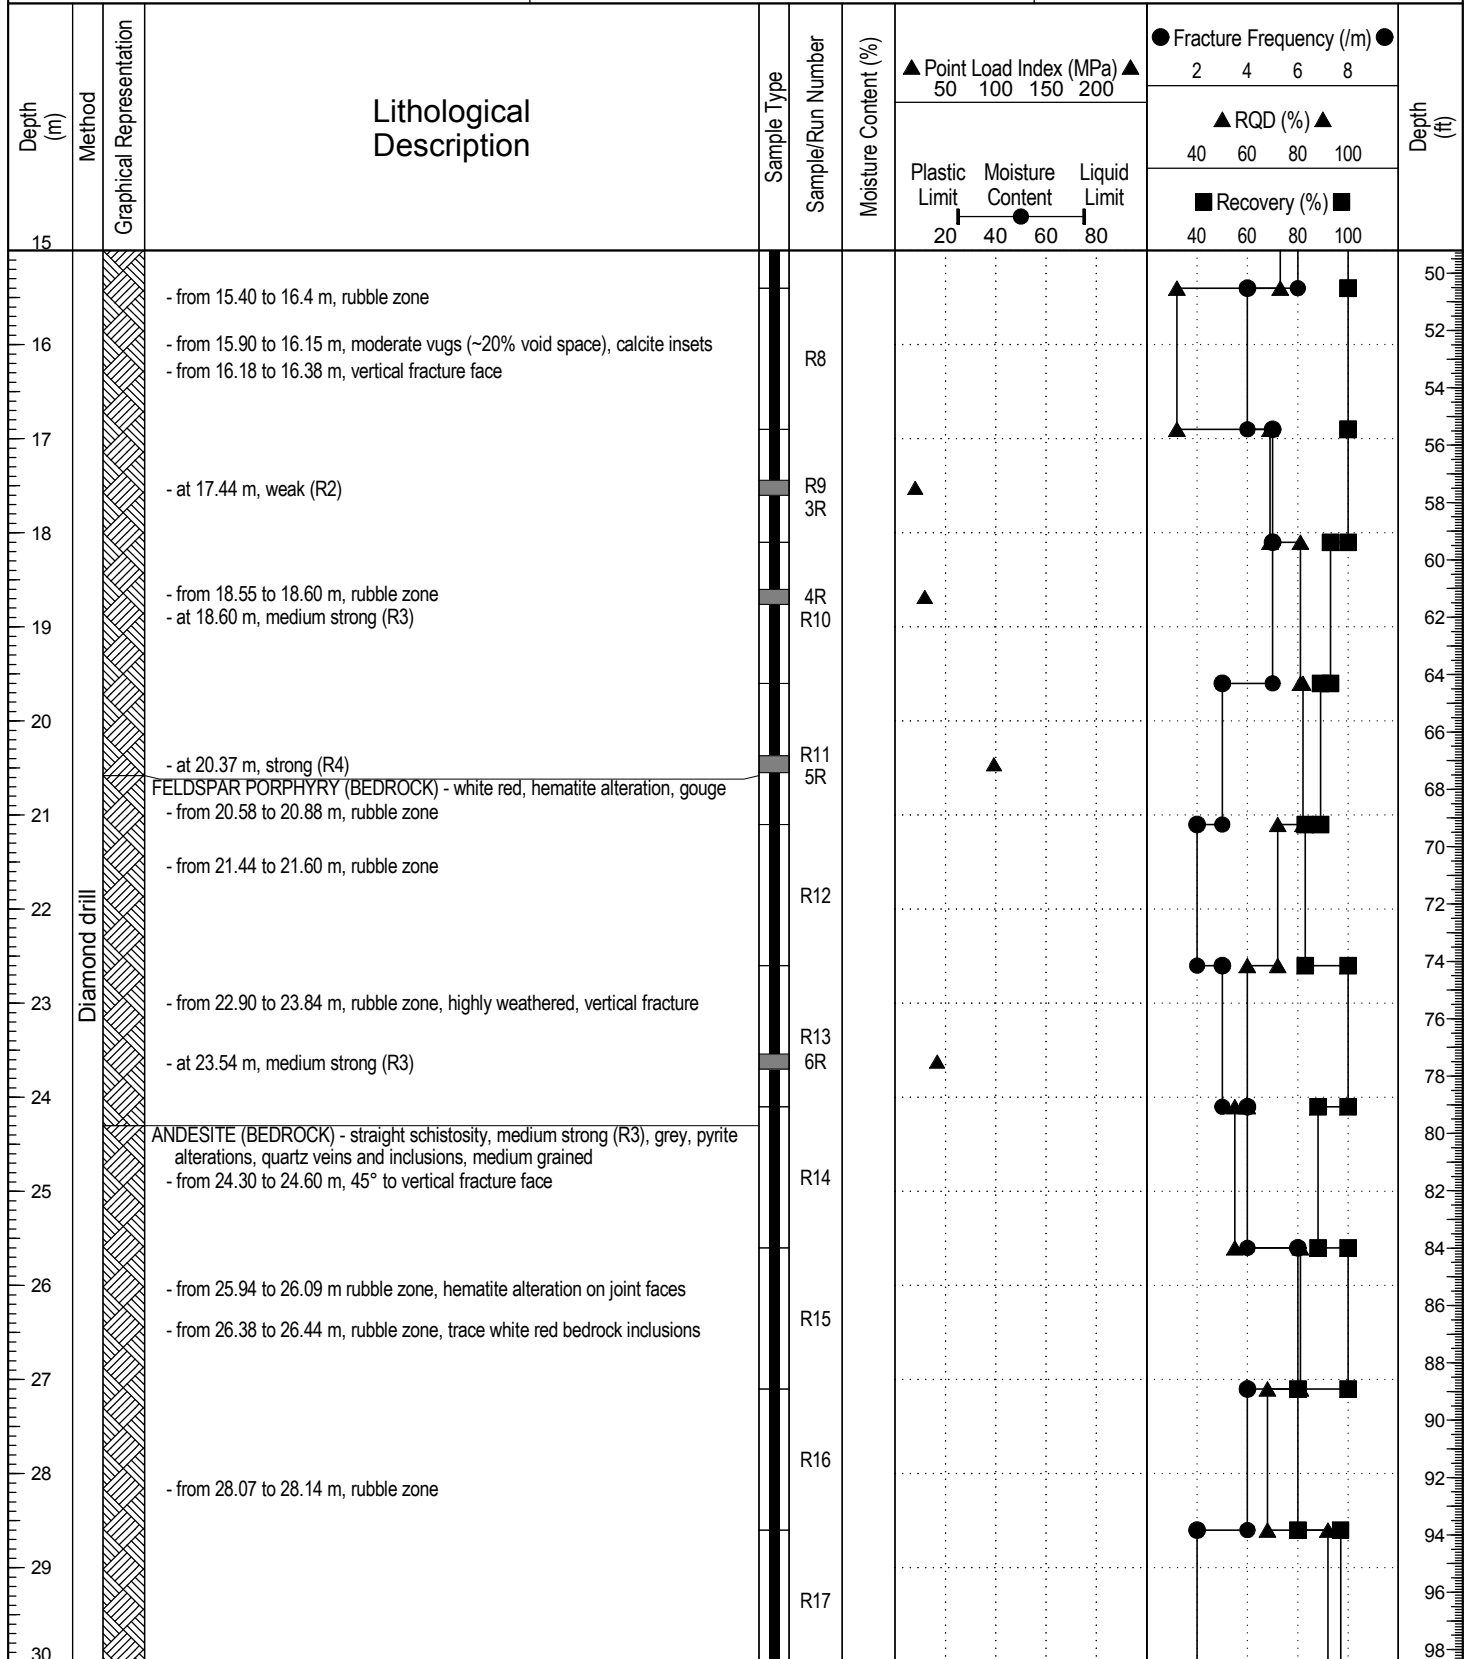 Depth (m)
Method
Graphical Representation
Lithological
Description
Sample Type
Sample/Run Number
Moisture Content (%)
▲ Point Load Index (MPa) ▲
50 100 150 200
Plastic Moisture Liquid
Limit Content Limit
20 40 60 80
● Fracture Frequency (/m) ●
2 4 6 8
▲ RQD (%) ▲
40 60 80 100
■ Recovery (%) ■
40 60 80 100
Depth (ft)
15
50
- from 15.40 to 16.4 m, rubble zone
52
16
- from 15.90 to 16.15 m, moderate vugs (~20% void space), calcite insets
R8
- from 16.18 to 16.38 m, vertical fracture face
54
17
56
- at 17.44 m, weak (R2)
R9
3R
58
18
60
- from 18.55 to 18.60 m, rubble zone
4R
- at 18.60 m, medium strong (R3)
R10
19
62
64
20
66
- at 20.37 m, strong (R4)
R11
5R
FELDSPAR PORPHYRY (BEDROCK) - white red, hematite alteration, gouge
68
- from 20.58 to 20.88 m, rubble zone
21
70
- from 21.44 to 21.60 m, rubble zone
R12
22
72
Diamond drill
74
23
- from 22.90 to 23.84 m, rubble zone, highly weathered, vertical fracture
76
R13
- at 23.54 m, medium strong (R3)
6R
78
24
80
ANDESITE (BEDROCK) - straight schistosity, medium strong (R3), grey, pyrite
alterations, quartz veins and inclusions, medium grained
- from 24.30 to 24.60 m, 45° to vertical fracture face
R14
25
82
84
26
- from 25.94 to 26.09 m rubble zone, hematite alteration on joint faces
86
R15
- from 26.38 to 26.44 m, rubble zone, trace white red bedrock inclusions
88
27
90
R16
28
92
- from 28.07 to 28.14 m, rubble zone
94
29
96
R17
98
30